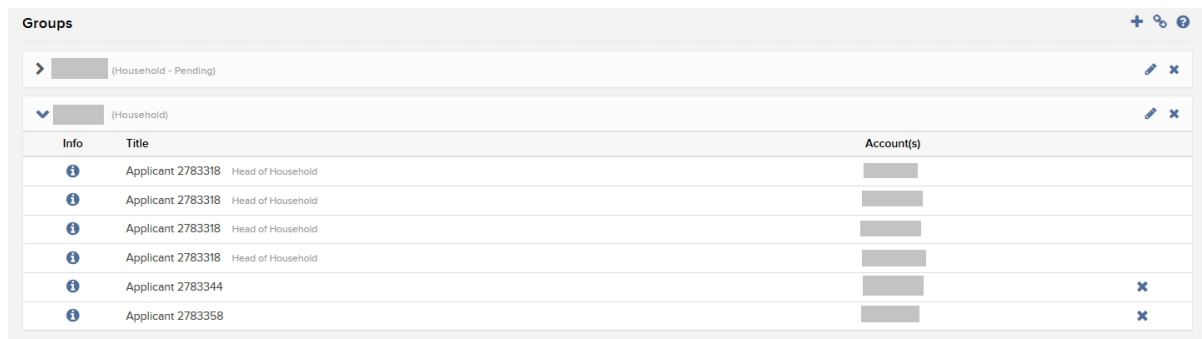 Groups
(Household - Pending)
(Household)
Info Title Account(s)
Applicant 2783318 Head of Household
Applicant 2783318 Head of Household
Applicant 2783318 Head of Household
Applicant 2783318 Head of Household
Applicant 2783344
Applicant 2783358